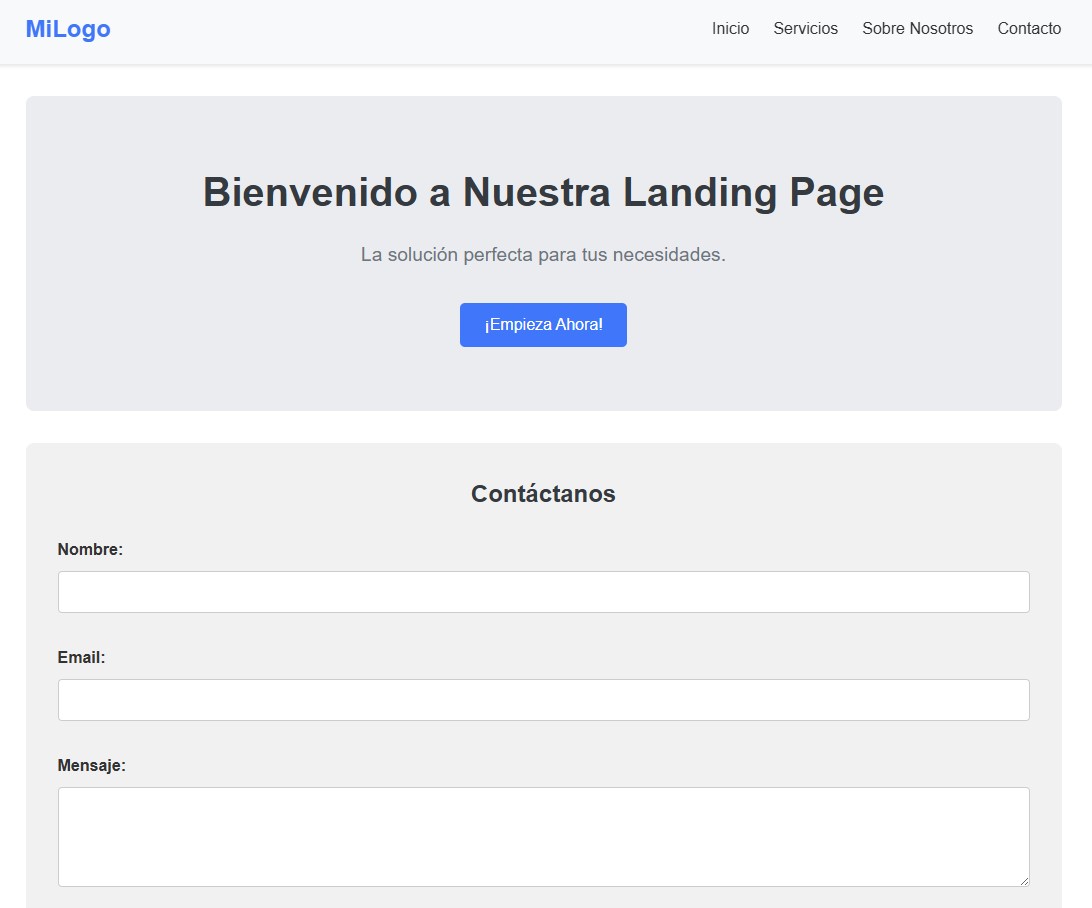 MiLogo
Inicio Servicios Sobre Nosotros Contacto
Bienvenido a Nuestra Landing Page
La solución perfecta para tus necesidades.
¡Empieza Ahora!
Contáctanos
Nombre:
Email:
Mensaje: